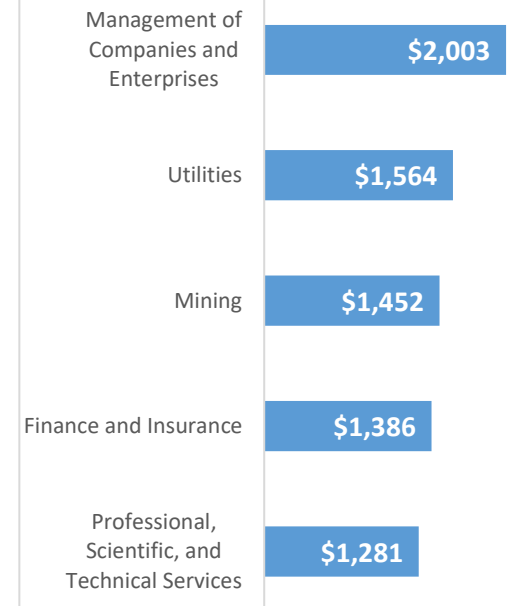 Management of
Companies and
Enterprises
$2,003
Utilities
$1,564
Mining
$1,452
Finance and Insurance
$1,386
Professional,
Scientific, and
Technical Services
$1,281